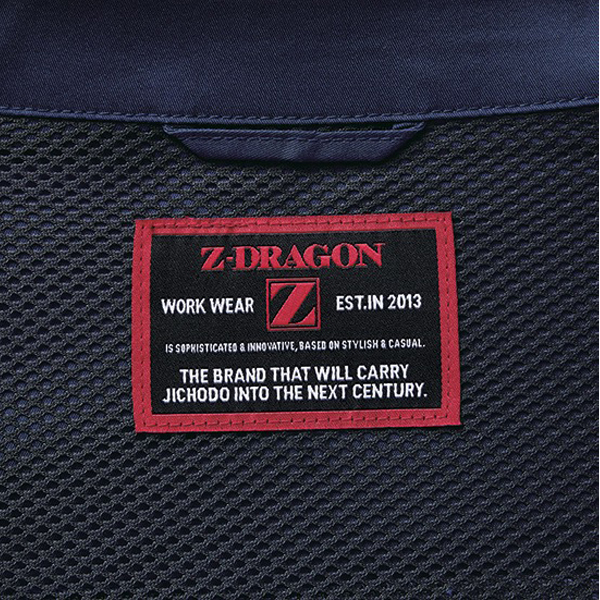 Z-DRAGON
WORK WEAR Z EST.IN 2013
IS SOPHISTICATED & INNOVATIVE, BASED ON STYLISH & CASUAL.
THE BRAND THAT WILL CARRY
JICHODO INTO THE NEXT CENTURY.